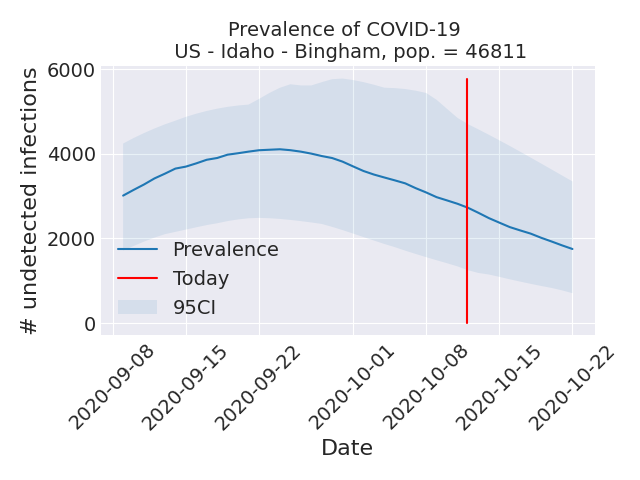 Prevalence of COVID-19
US - Idaho - Bingham, pop. = 46811
# undetected infections
6000
4000
2000
0
Prevalence
Today
95CI
2020-09-08
2020-09-15
2020-09-22
2020-10-01
2020-10-08
2020-10-15
2020-10-22
Date